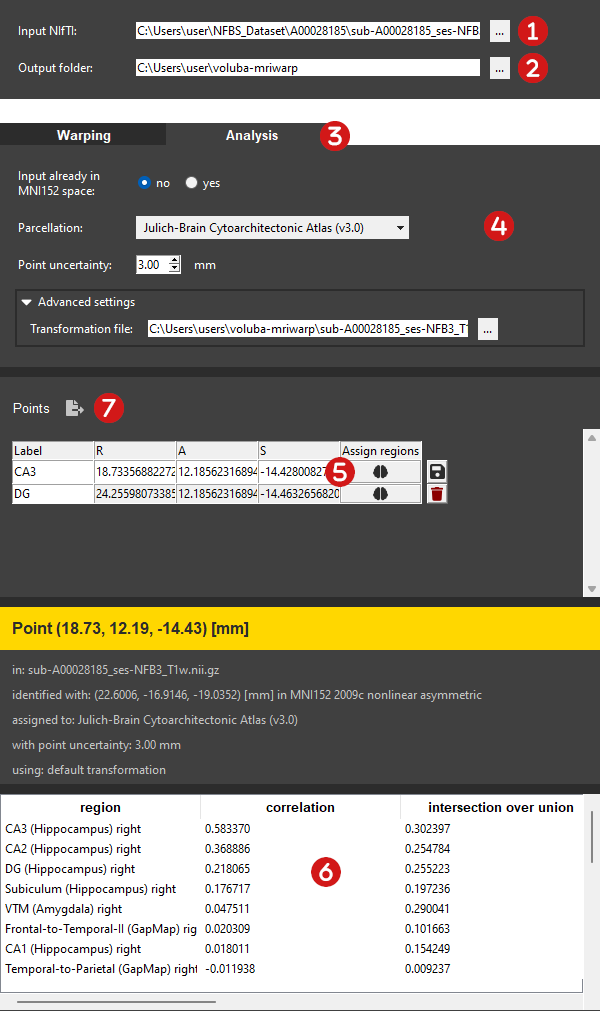 Input NIfTI: C:\Users\user\NFBS_Dataset\A00028185\sub-A00028185_ses-NFB ... 1
Output folder: C:\Users\user\voluba-mriwarp ... 2
Warping Analysis 3
Input already in
MNI152 space: no yes
Parcellation: Julich-Brain Cytoarchitectonic Atlas (v3.0) 4
Point uncertainty: 3.00 mm
Advanced settings
Transformation file: C:\Users\users\voluba-mriwarp\sub-A00028185_ses-NFB3_T1 ...
Points 7
Label R A S Assign regions
CA3 18.73356882272 12.18562316894 -14.42800827 5
DG 24.25598073385 12.18562316894 -14.4632656820
Point (18.73, 12.19, -14.43) [mm]
in: sub-A00028185_ses-NFB3_T1w.nii.gz
identified with: (22.6006, -16.9146, -19.0352) [mm] in MNI152 2009c nonlinear asymmetric
assigned to: Julich-Brain Cytoarchitectonic Atlas (v3.0)
with point uncertainty: 3.00 mm
using: default transformation
region correlation intersection over union
CA3 (Hippocampus) right 0.583370 0.302397
CA2 (Hippocampus) right 0.368886 0.254784
DG (Hippocampus) right 0.218065 0.255223
Subiculum (Hippocampus) right 0.176717 0.197236
VTM (Amygdala) right 0.047511 0.290041
Frontal-to-Temporal-II (GapMap) rig 0.020309 0.101663
CA1 (Hippocampus) right 0.018011 0.154249
Temporal-to-Parietal (GapMap) right -0.011938 0.009237
6